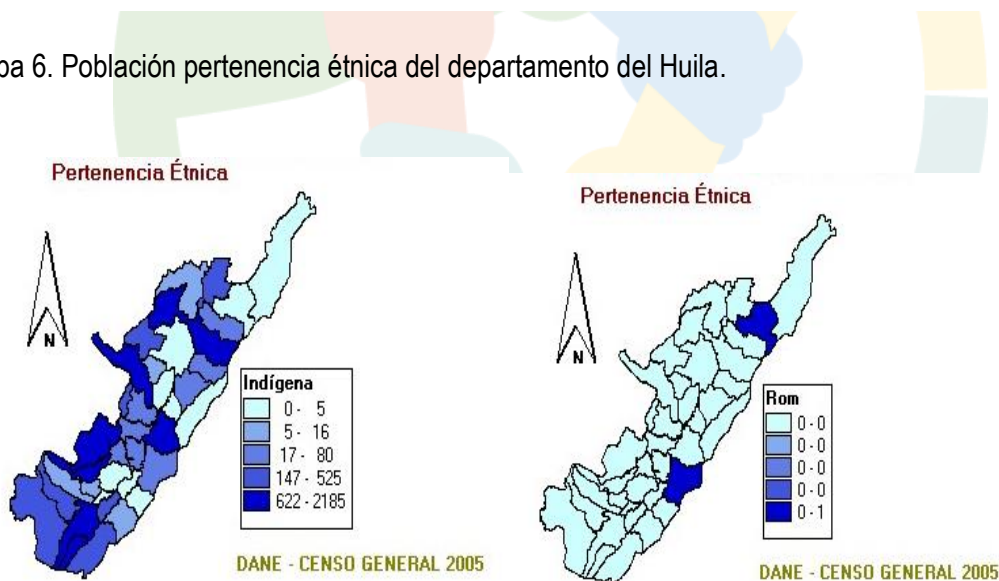 pa 6. Población pertenencia étnica del departamento del Huila.
Pertenencia Étnica
N
Indígena
0 - 5
5 - 16
17 - 80
147 - 525
622 - 2185
DANE - CENSO GENERAL 2005
Pertenencia Étnica
N
Rom
0 - 0
0 - 0
0 - 0
0 - 0
0 - 1
DANE - CENSO GENERAL 2005